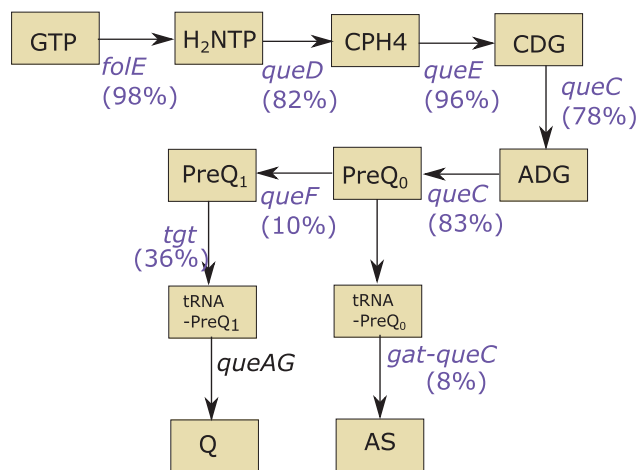 GTP
H₂NTP
CPH4
CDG
folE
(98%)
queD
(82%)
queE
(96%)
queC
(78%)
PreQ₁
PreQ₀
ADG
queF
(10%)
queC
(83%)
tgt
(36%)
tRNA
-PreQ₁
tRNA
-PreQ₀
queAG
gat-queC
(8%)
Q
AS